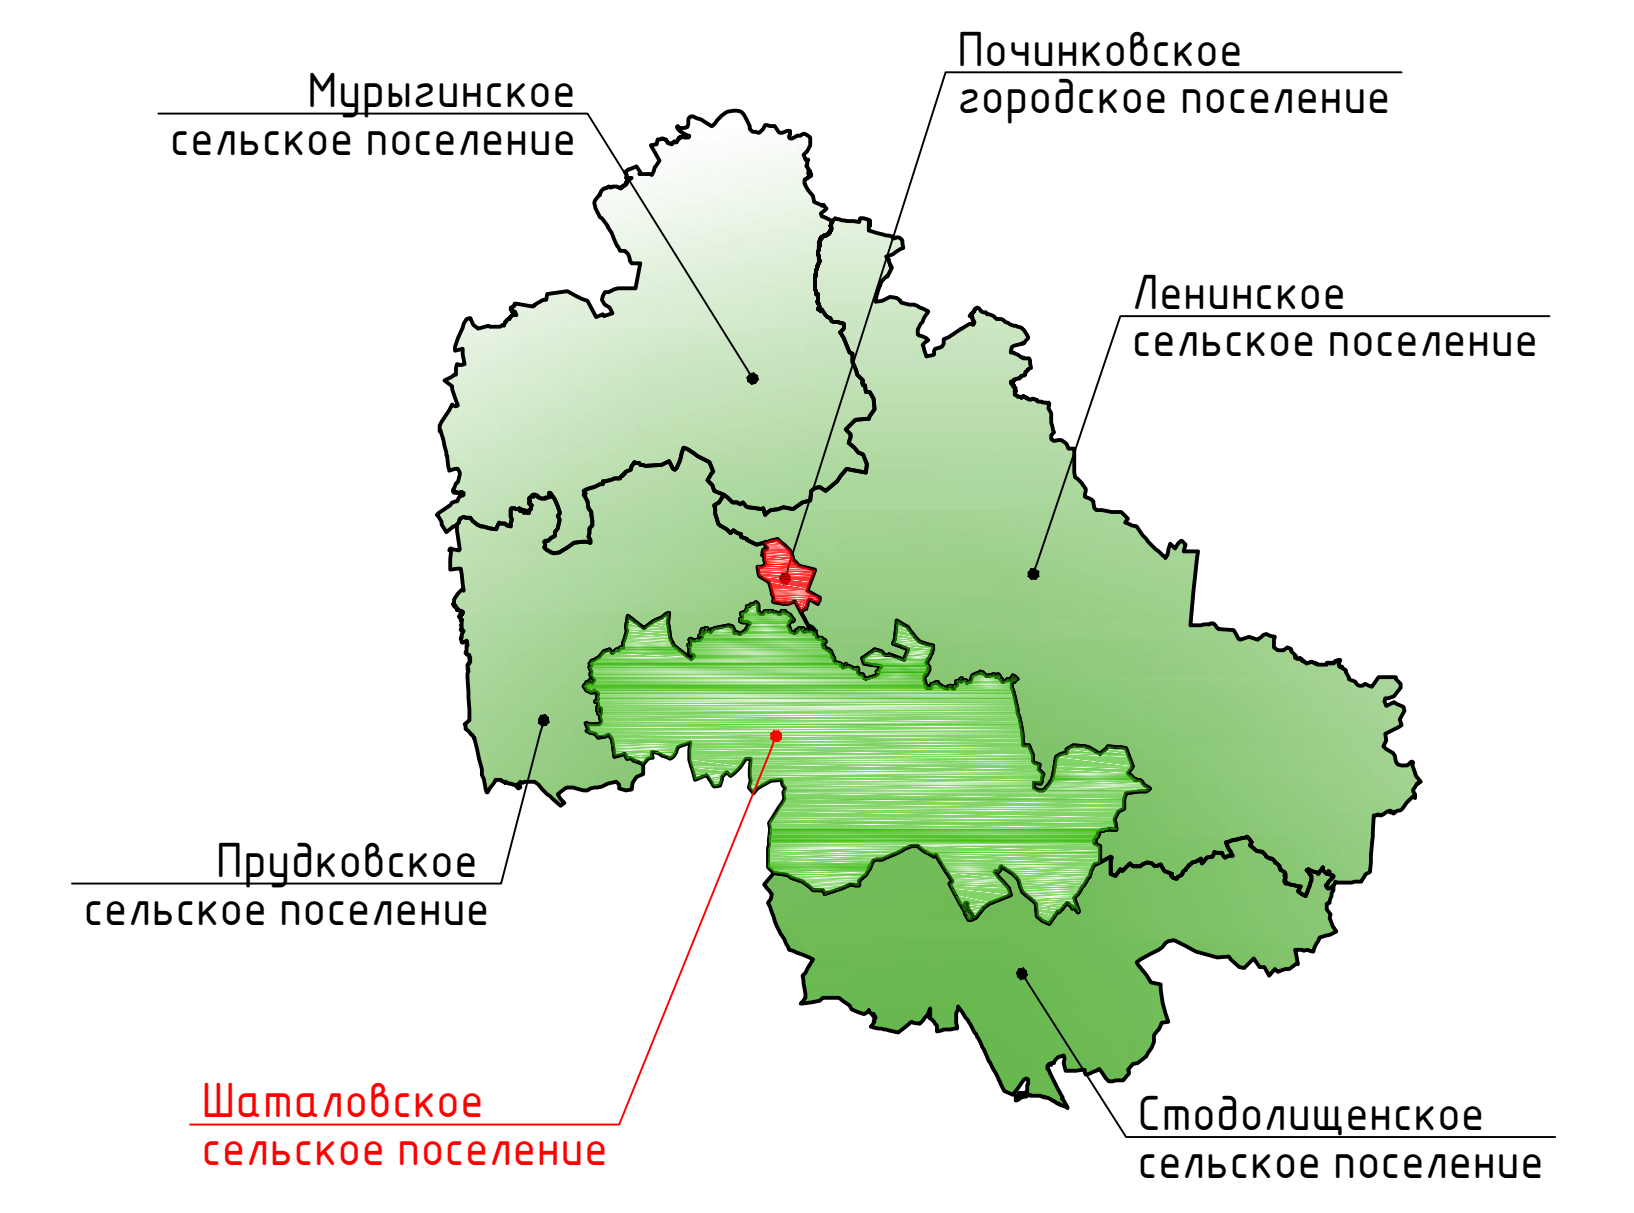 Починковское
городское поселение
Мурыгинское
сельское поселение
Ленинское
сельское поселение
Прудковское
сельское поселение
Шаталовское
сельское поселение
Стодолищенское
сельское поселение